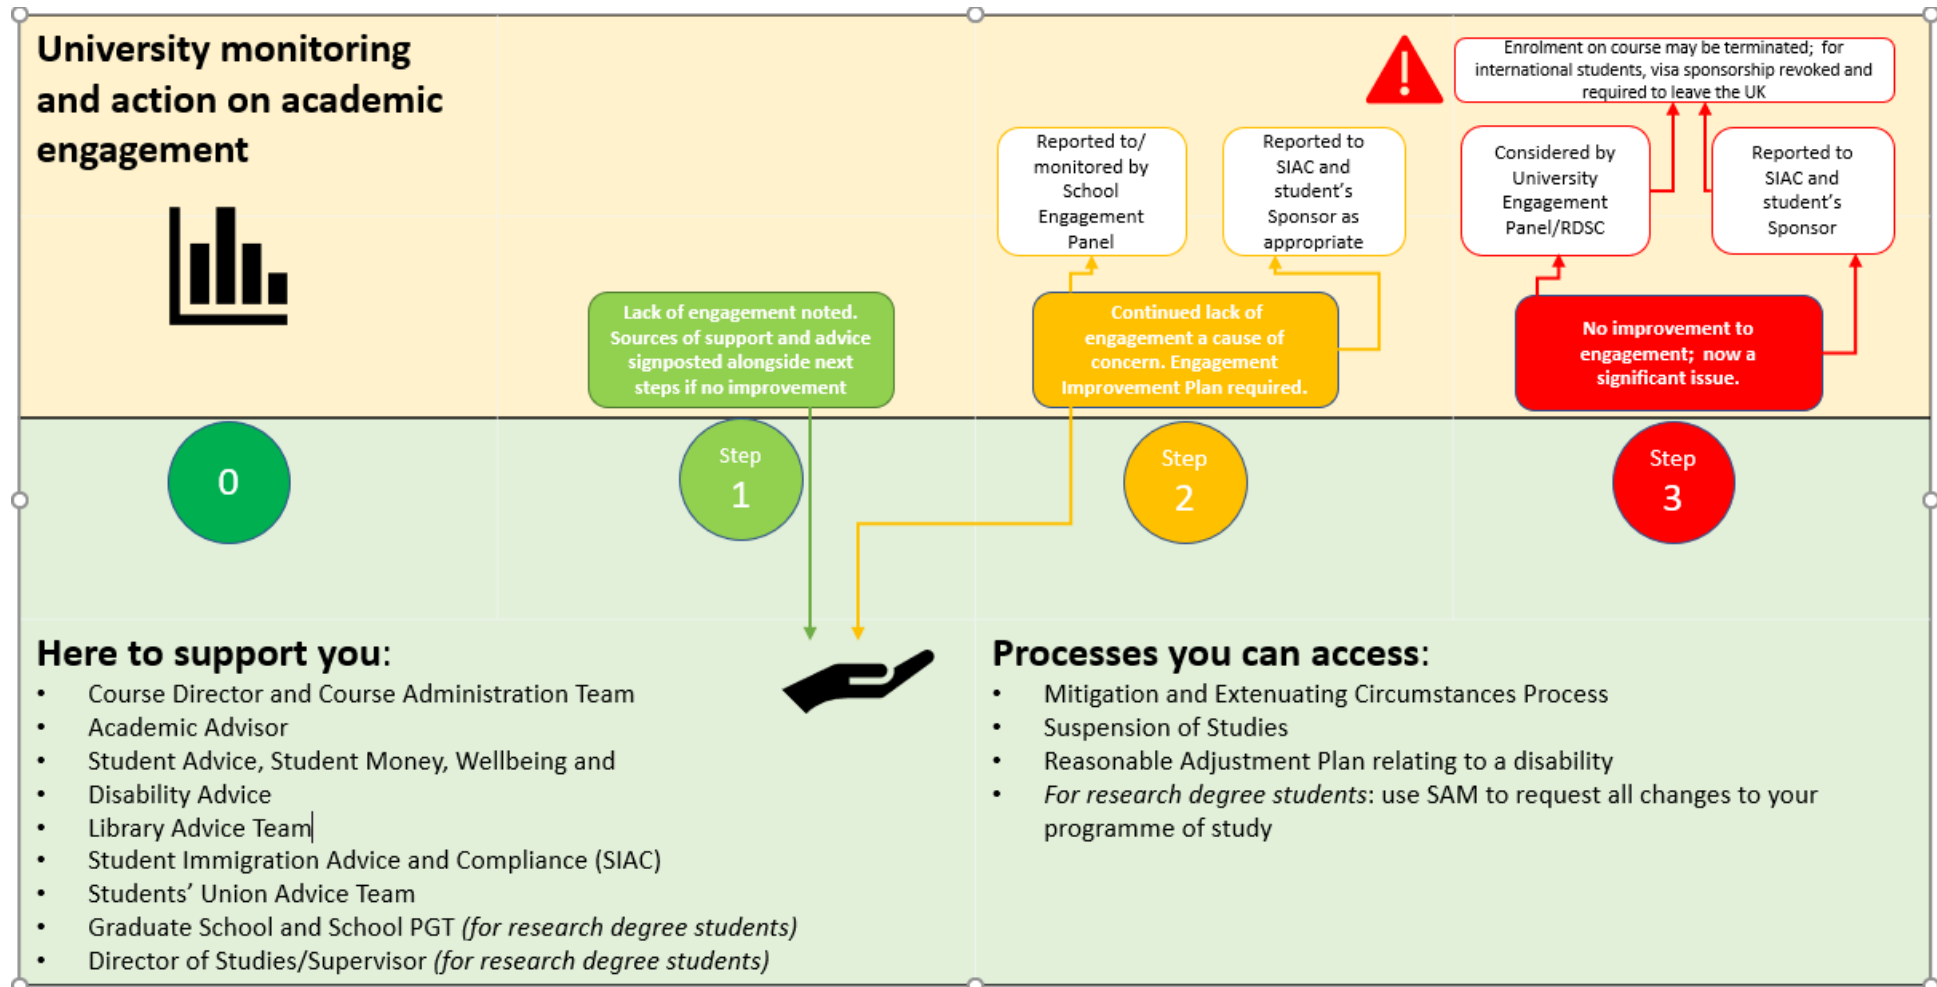 University monitoring
and action on academic
engagement
Enrolment on course may be terminated;  for
international students, visa sponsorship revoked and
required to leave the UK
Reported to/
monitored by
School
Engagement
Panel
Reported to
SIAC and
student's
Sponsor as
appropriate
Considered by
University
Engagement
Panel/RDSC
Reported to
SIAC and
student's
Sponsor
Lack of engagement noted.
Sources of support and advice
signposted alongside next
steps if no improvement
Continued lack of
engagement a cause of
concern. Engagement
Improvement Plan required.
No improvement to
engagement;  now a
significant issue.
0
Step
1
Step
2
Step
3
Here to support you:
• Course Director and Course Administration Team
• Academic Advisor
• Student Advice, Student Money, Wellbeing and
• Disability Advice
• Library Advice Team
• Student Immigration Advice and Compliance (SIAC)
• Students' Union Advice Team
• Graduate School and School PGT (for research degree students)
• Director of Studies/Supervisor (for research degree students)
Processes you can access:
• Mitigation and Extenuating Circumstances Process
• Suspension of Studies
• Reasonable Adjustment Plan relating to a disability
• For research degree students: use SAM to request all changes to your
programme of study